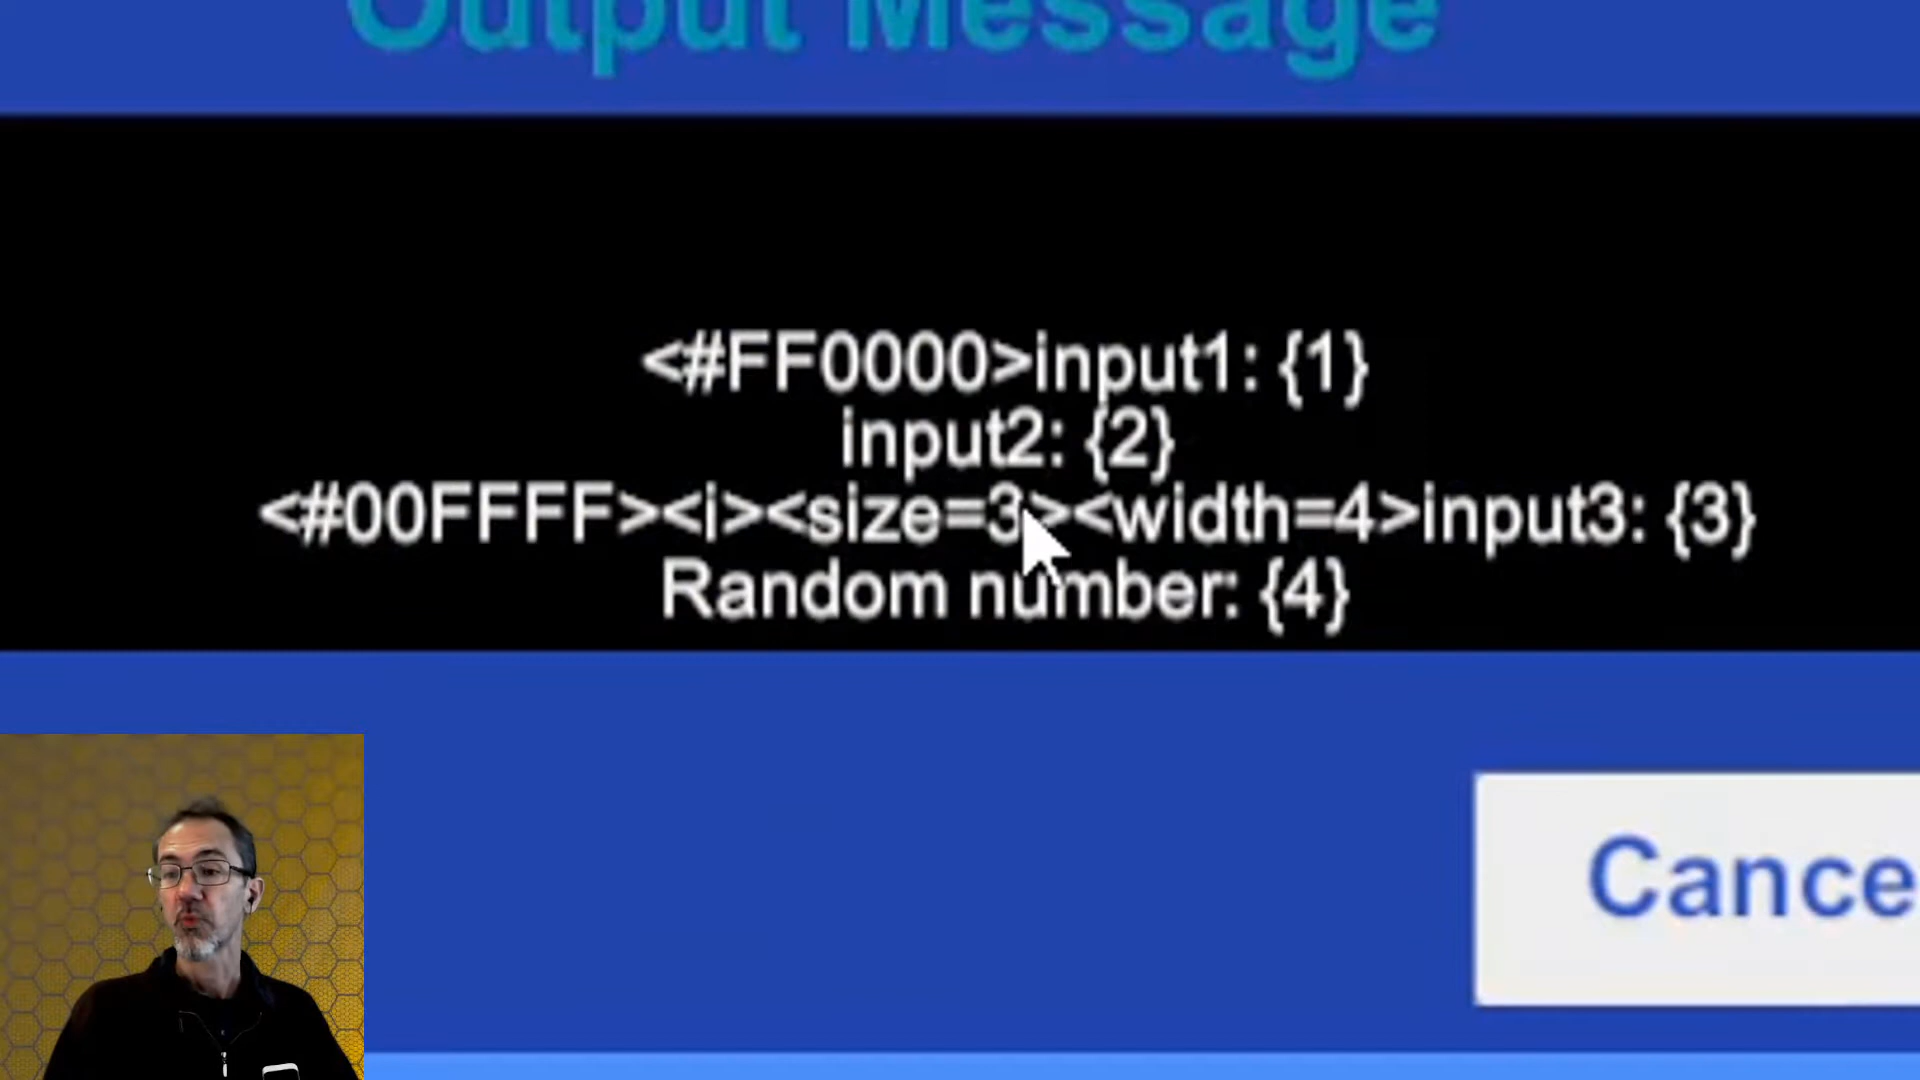 Output Message
<#FF0000>input1: {1}
input2: {2}
<#00FFFF><i><size=3><width=4>input3: {3}
Random number: {4}
Cance